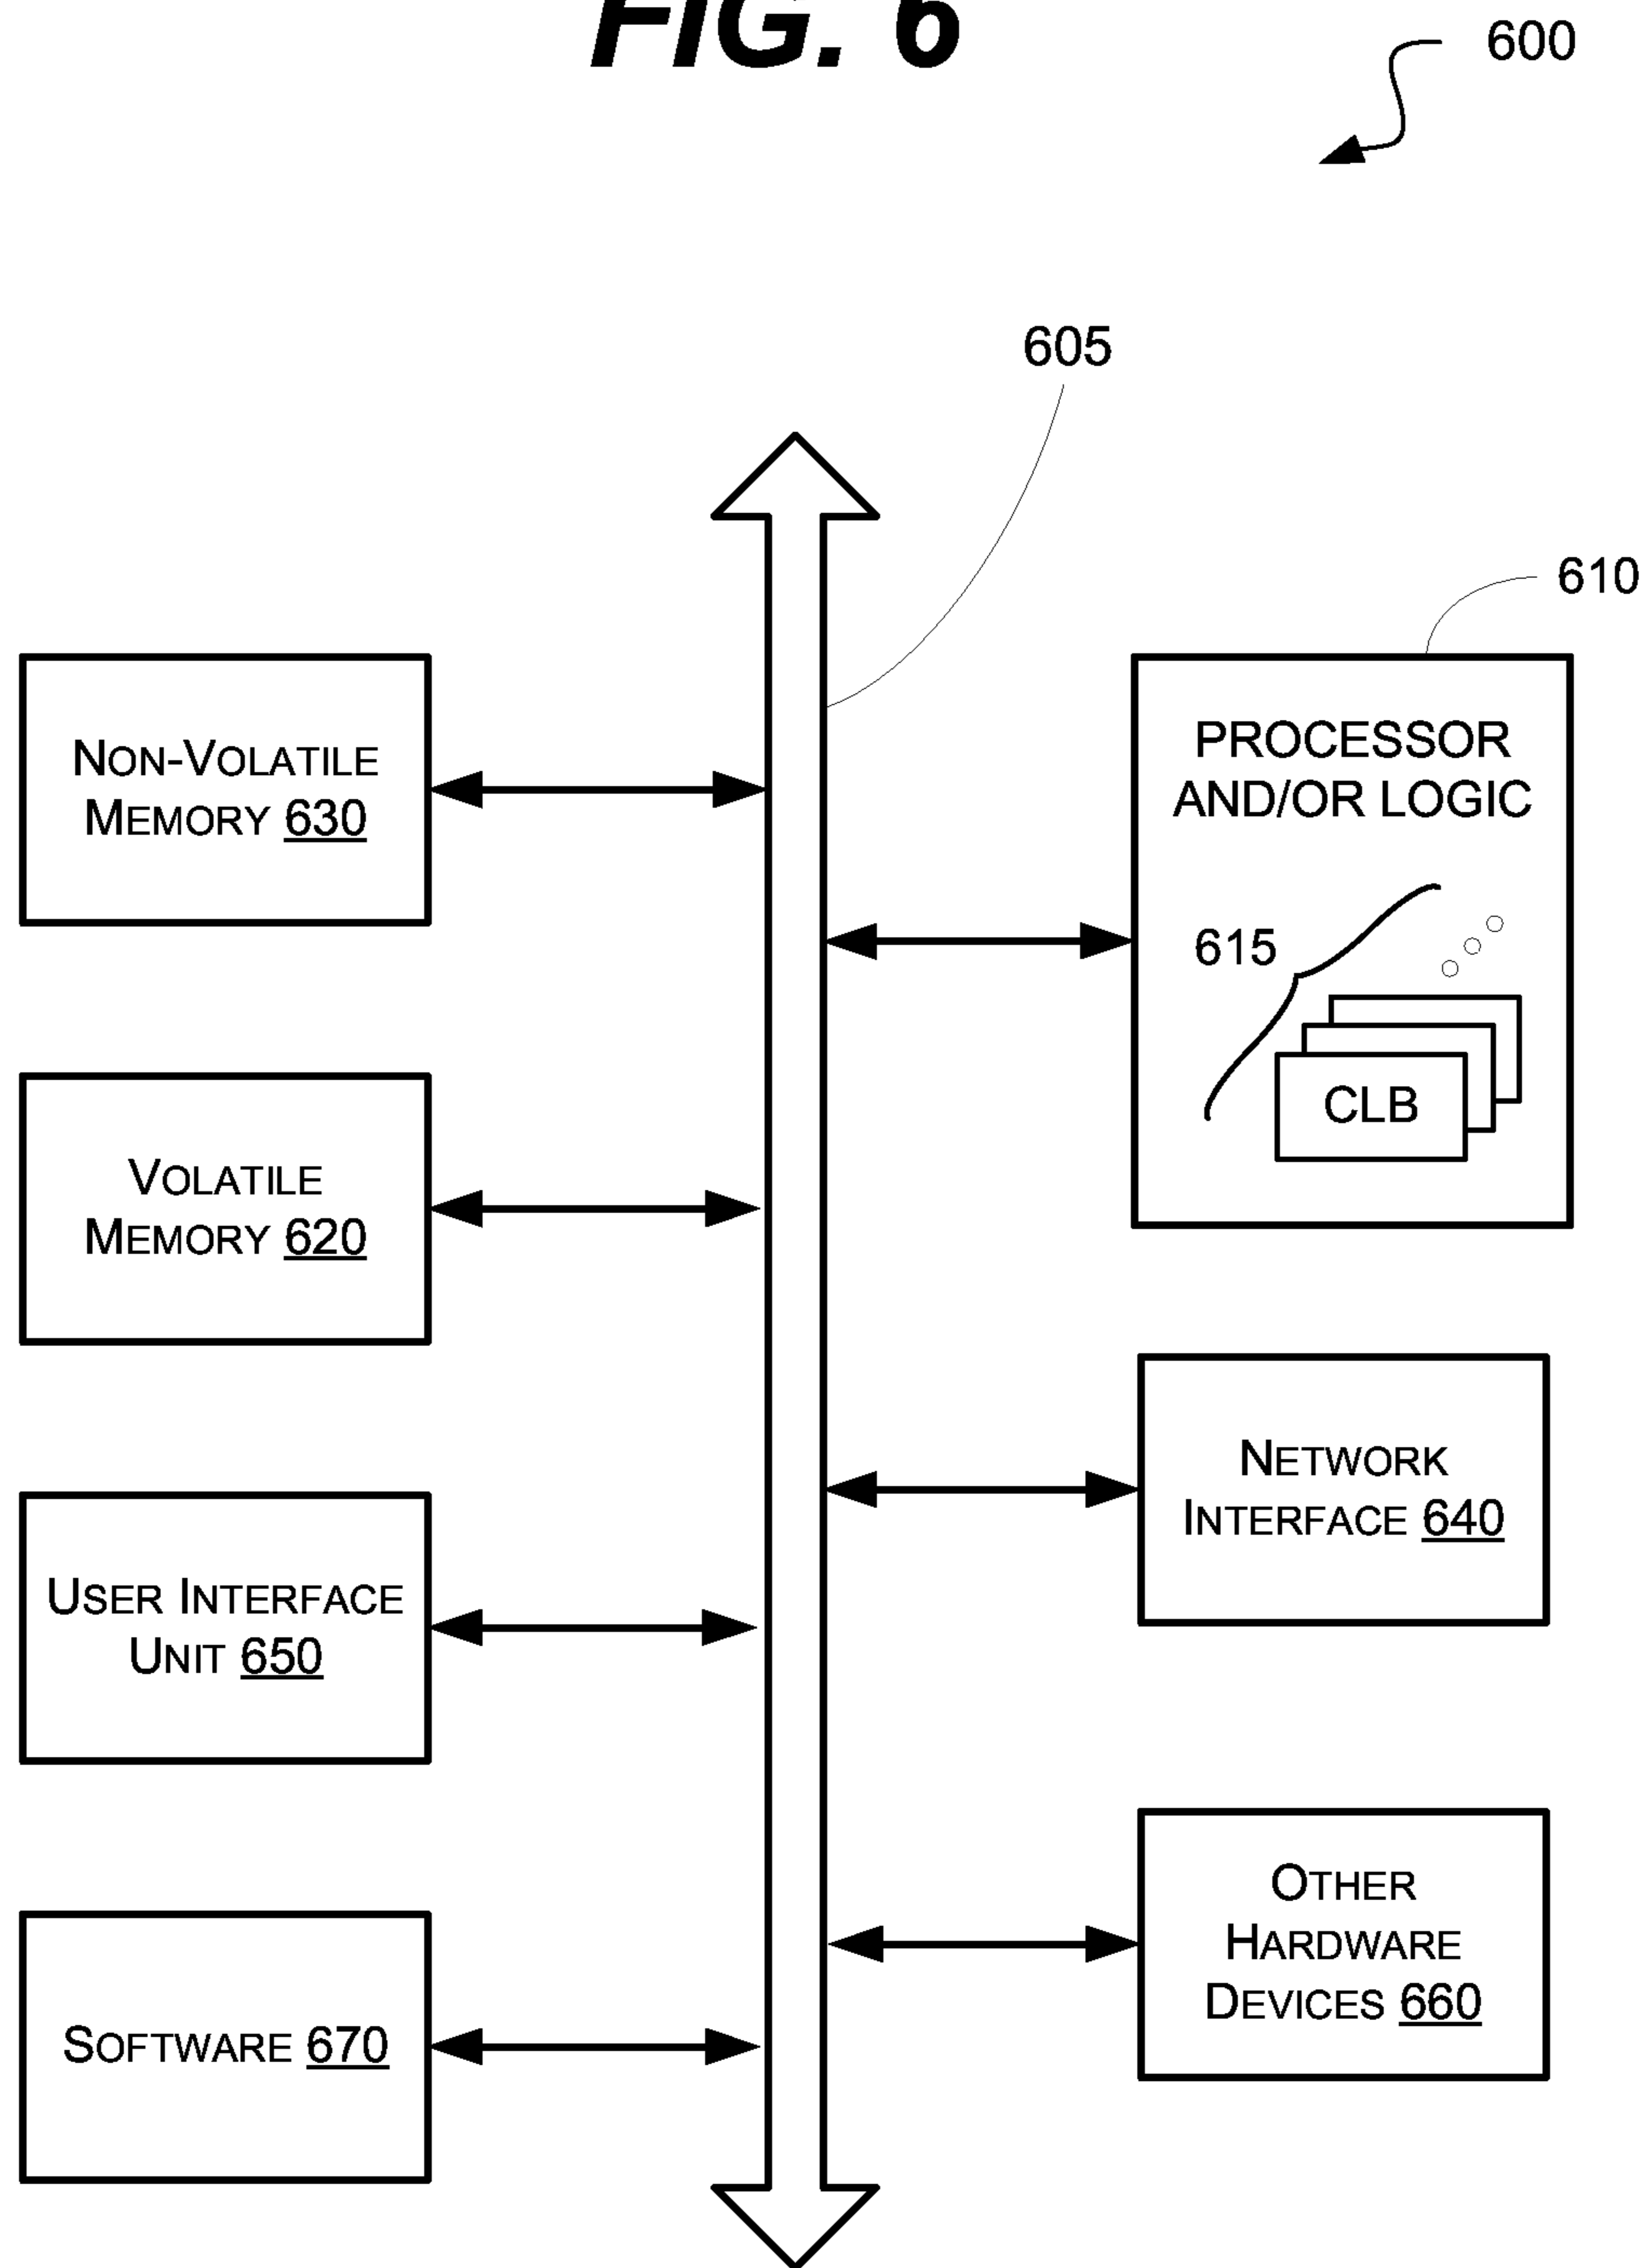 FIG. 6
600
605
610
NON-VOLATILE
MEMORY 630
PROCESSOR
AND/OR LOGIC
615
CLB
VOLATILE
MEMORY 620
NETWORK
INTERFACE 640
USER INTERFACE
UNIT 650
OTHER
HARDWARE
DEVICES 660
SOFTWARE 670